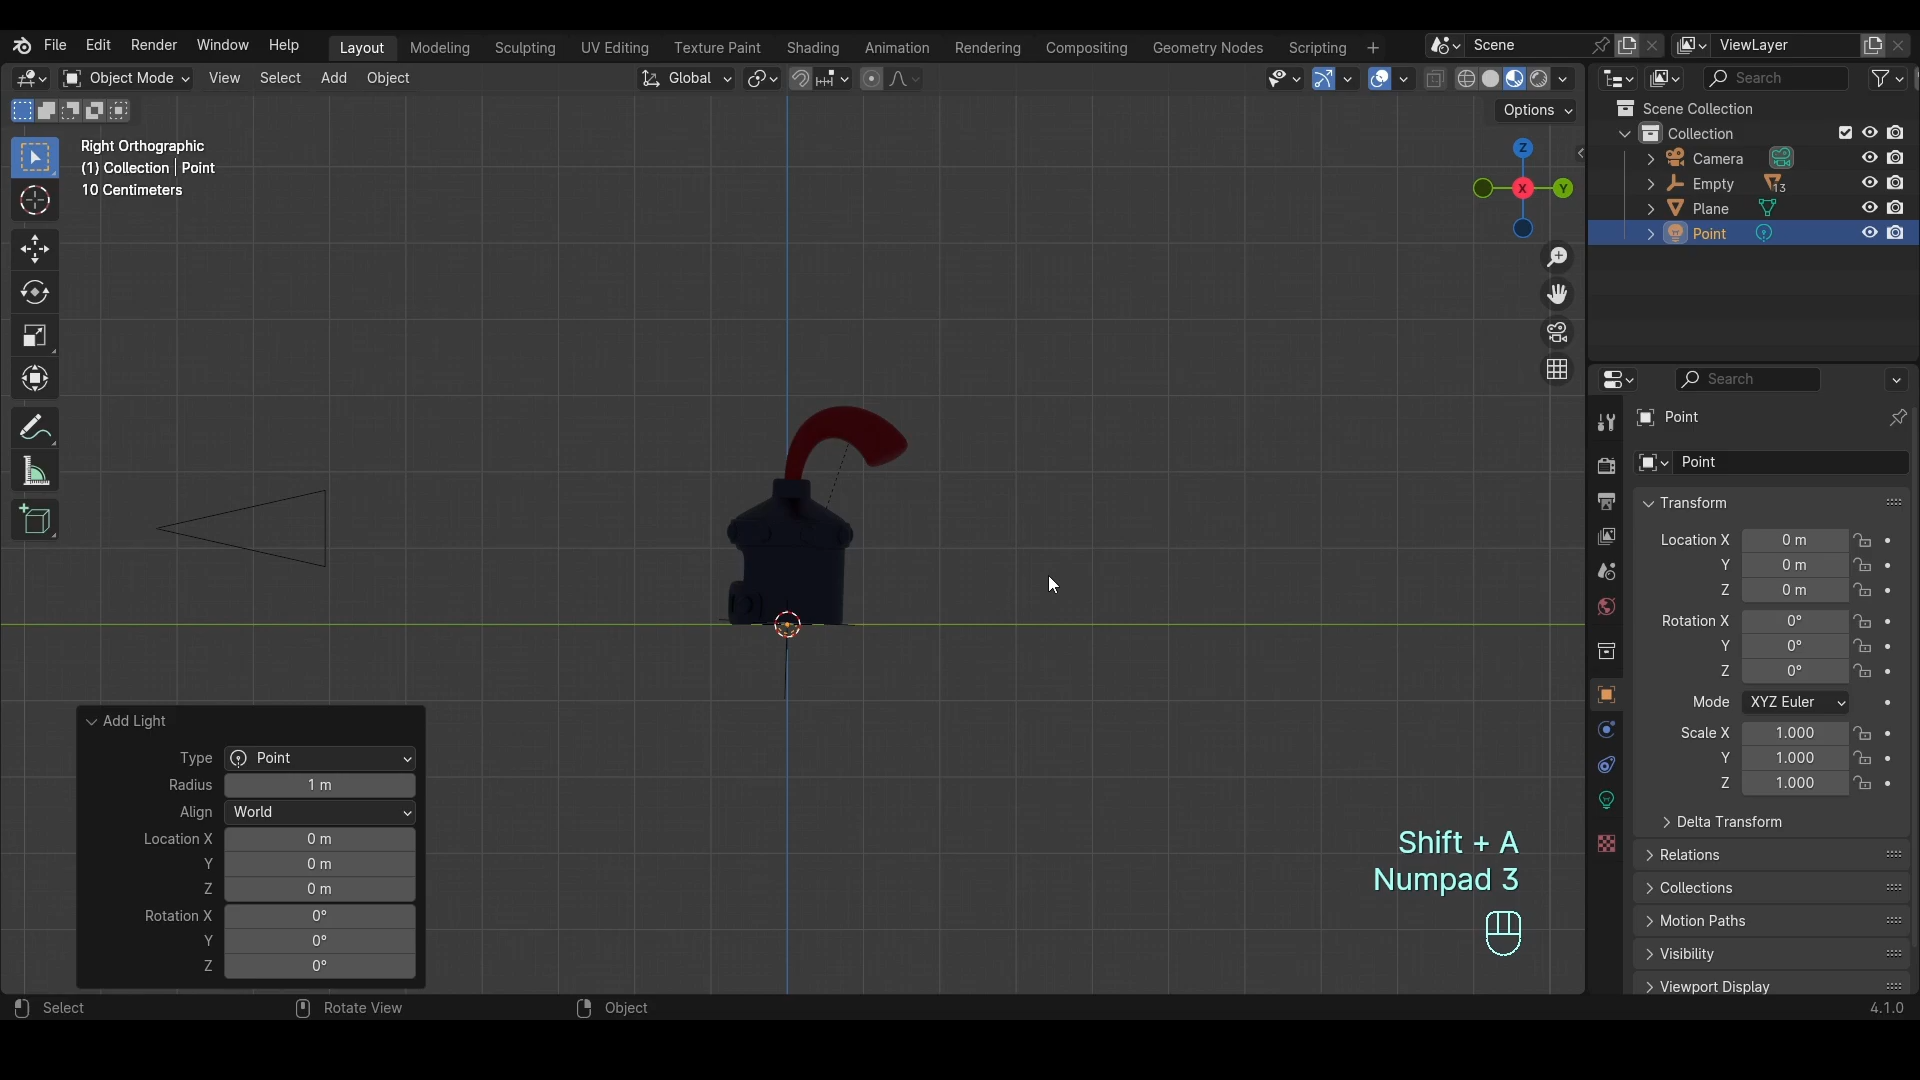 File Edit Render Window Help Layout Modeling Sculpting UV Editing Texture Paint Shading Animation Rendering Compositing Geometry Nodes Scripting + Scene ViewLayer
Object Mode View Select Add Object Global Search
Options
Right Orthographic
(1) Collection | Point
10 Centimeters
Z
X
Y
Scene Collection
Collection
Camera
Empty 13
Plane
Point
Search
Point
Point
Transform
Location X 0 m
Y 0 m
Z 0 m
Rotation X 0°
Y 0°
Z 0°
Mode XYZ Euler
Scale X 1.000
Y 1.000
Z 1.000
Delta Transform
Relations
Collections
Motion Paths
Visibility
Viewport Display
Add Light
Type Point
Radius 1 m
Align World
Location X 0 m
Y 0 m
Z 0 m
Rotation X 0°
Y 0°
Z 0°
Shift + A
Numpad 3
Select Rotate View Object 4.1.0